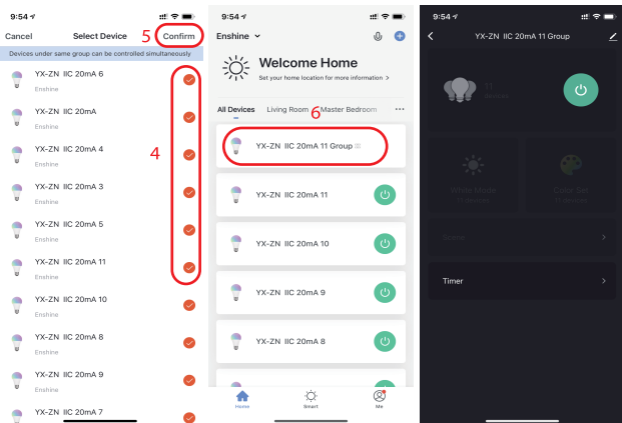 9:54
Cancel
Select Device
5
Confirm
Devices under same group can be controlled simultaneously
YX-ZN IIC 20mA 6
Enshine
YX-ZN IIC 20mA
Enshine
YX-ZN IIC 20mA 4
Enshine
4
YX-ZN IIC 20mA 3
Enshine
YX-ZN IIC 20mA 5
Enshine
YX-ZN IIC 20mA 11
Enshine
YX-ZN IIC 20mA 10
Enshine
YX-ZN IIC 20mA 8
Enshine
YX-ZN IIC 20mA 9
Enshine
YX-ZN IIC 20mA 7
9:54
Enshine
Welcome Home
Set your home location for more information >
All Devices
Living Room
6
Master Bedroom
...
YX-ZN IIC 20mA 11 Group
YX-ZN IIC 20mA 11
YX-ZN IIC 20mA 10
YX-ZN IIC 20mA 9
YX-ZN IIC 20mA 8
Home
Smart
Me
9:54
YX-ZN IIC 20mA 11 Group
11
devices
White Mode
11 devices
Color Set
11 devices
Scene
Timer